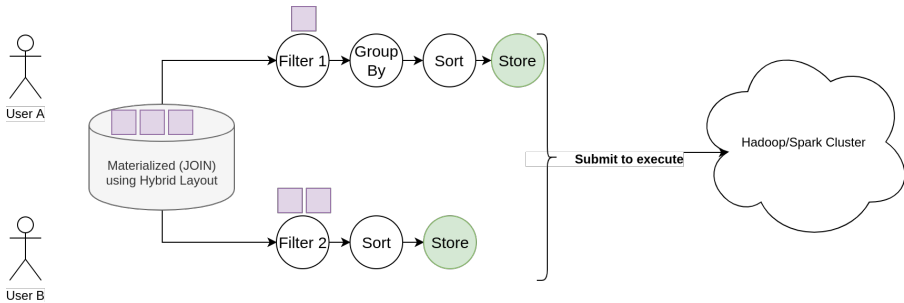 User A
Filter 1
Group
By
Sort
Store
Materialized (JOIN)
using Hybrid Layout
Submit to execute
Hadoop/Spark Cluster
Filter 2
Sort
Store
User B